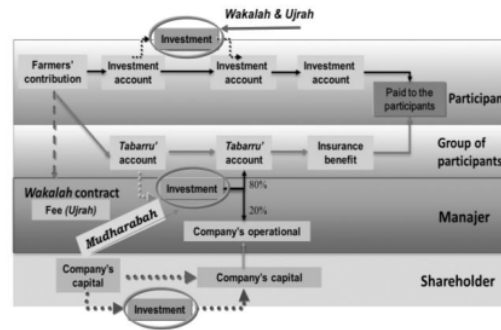 Wakalah & Ujrah
Investment
Farmers'
contribution
Investment
account
Investment
account
Investment
account
Paid to the
participants
Participant
Tabarru'
account
Tabarru'
account
Insurance
benefit
Group of
participants
Wakalah contract
Fee (Ujrah)
Investment
80%
20%
Mudharabah
Company's operational
Manajer
Company's
capital
Company's capital
Investment
Shareholder